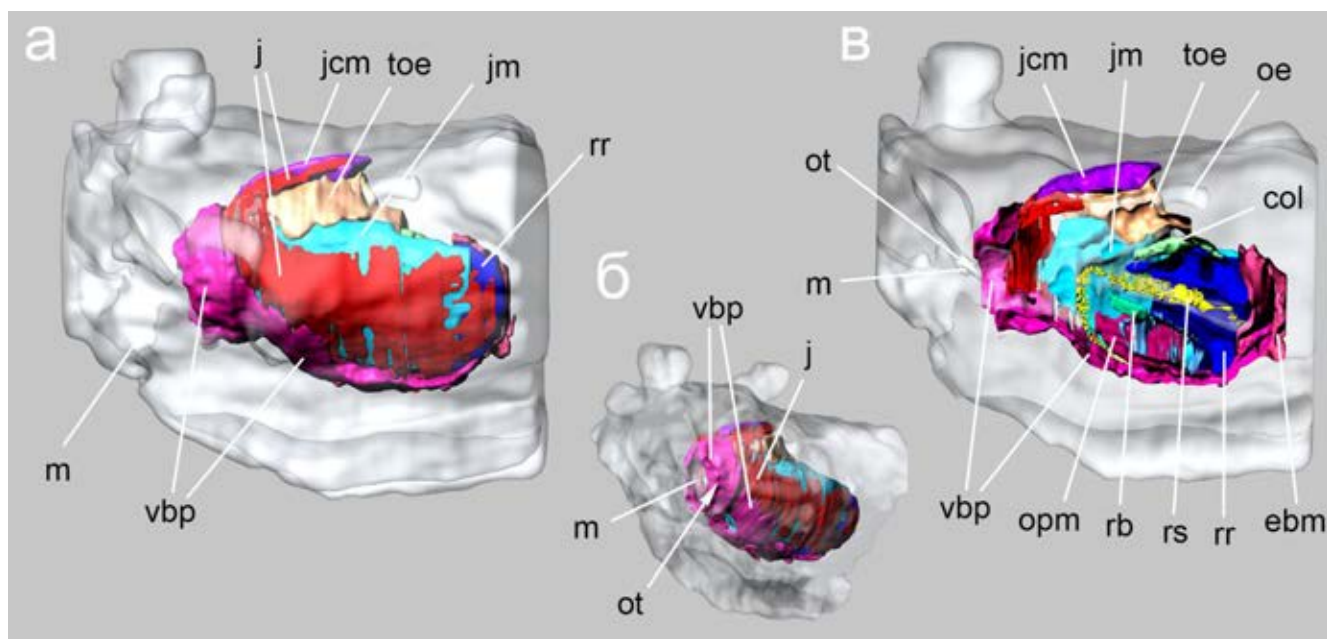 а
j
jcm
toe
jm
rr
m
vbp
б
vbp
j
m
ot
в
jcm
jm
toe
oe
ot
col
m
vbp
opm
rb
rs
rr
ebm